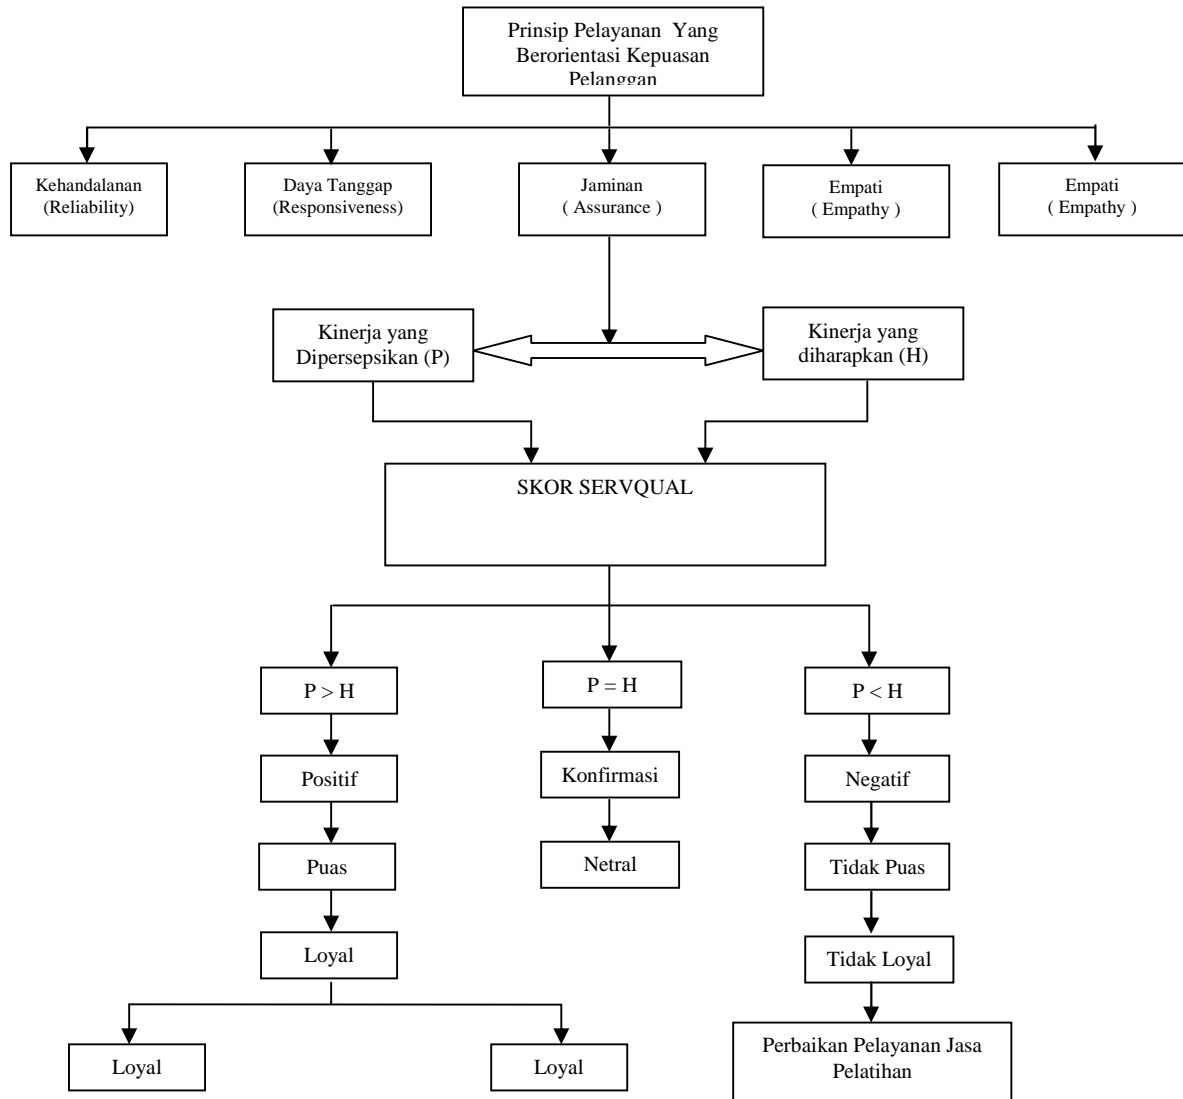 Prinsip Pelayanan Yang
Berorientasi Kepuasan
Pelanggan
Kehandalanan
(Reliability)
Daya Tanggap
(Responsiveness)
Jaminan
( Assurance )
Empati
( Empathy )
Empati
( Empathy )
Kinerja yang
Dipersepsikan (P)
Kinerja yang
diharapkan (H)
SKOR SERVQUAL
P > H
P = H
P < H
Positif
Konfirmasi
Negatif
Puas
Netral
Tidak Puas
Loyal
Tidak Loyal
Loyal
Loyal
Perbaikan Pelayanan Jasa
Pelatihan